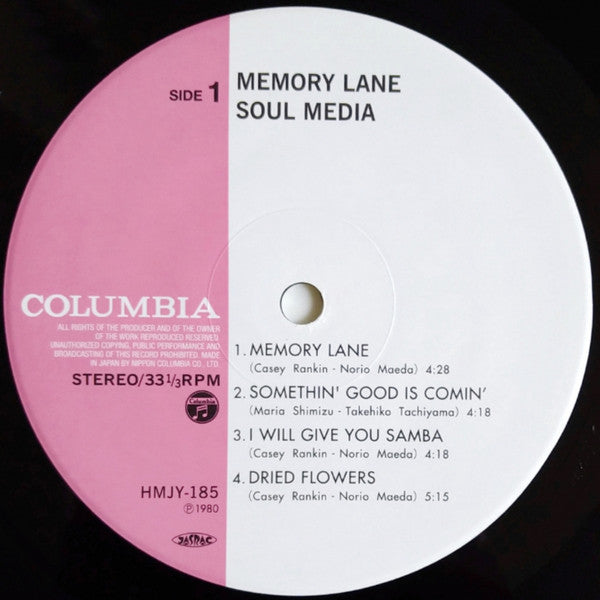 SIDE 1
MEMORY LANE
SOUL MEDIA
COLUMBIA
ALL RIGHTS OF THE PRODUCER AND OF THE OWNER
OF THE WORK REPRODUCED RESERVED.
UNAUTHORIZED COPYING, PUBLIC PERFORMANCE AND
BROADCASTING OF THIS RECORD PROHIBITED. MADE
IN JAPAN BY NIPPON COLUMBIA CO., LTD.
STEREO/33 1/3 RPM
Columbia
HMJY-185
℗ 1980
JASRAC
1. MEMORY LANE
(Casey Rankin - Norio Maeda) 4:28
2. SOMETHIN' GOOD IS COMIN'
(Maria Shimizu - Takehiko Tachiyama) 4:18
3. I WILL GIVE YOU SAMBA
(Casey Rankin - Norio Maeda) 4:18
4. DRIED FLOWERS
(Casey Rankin - Norio Maeda) 5:15